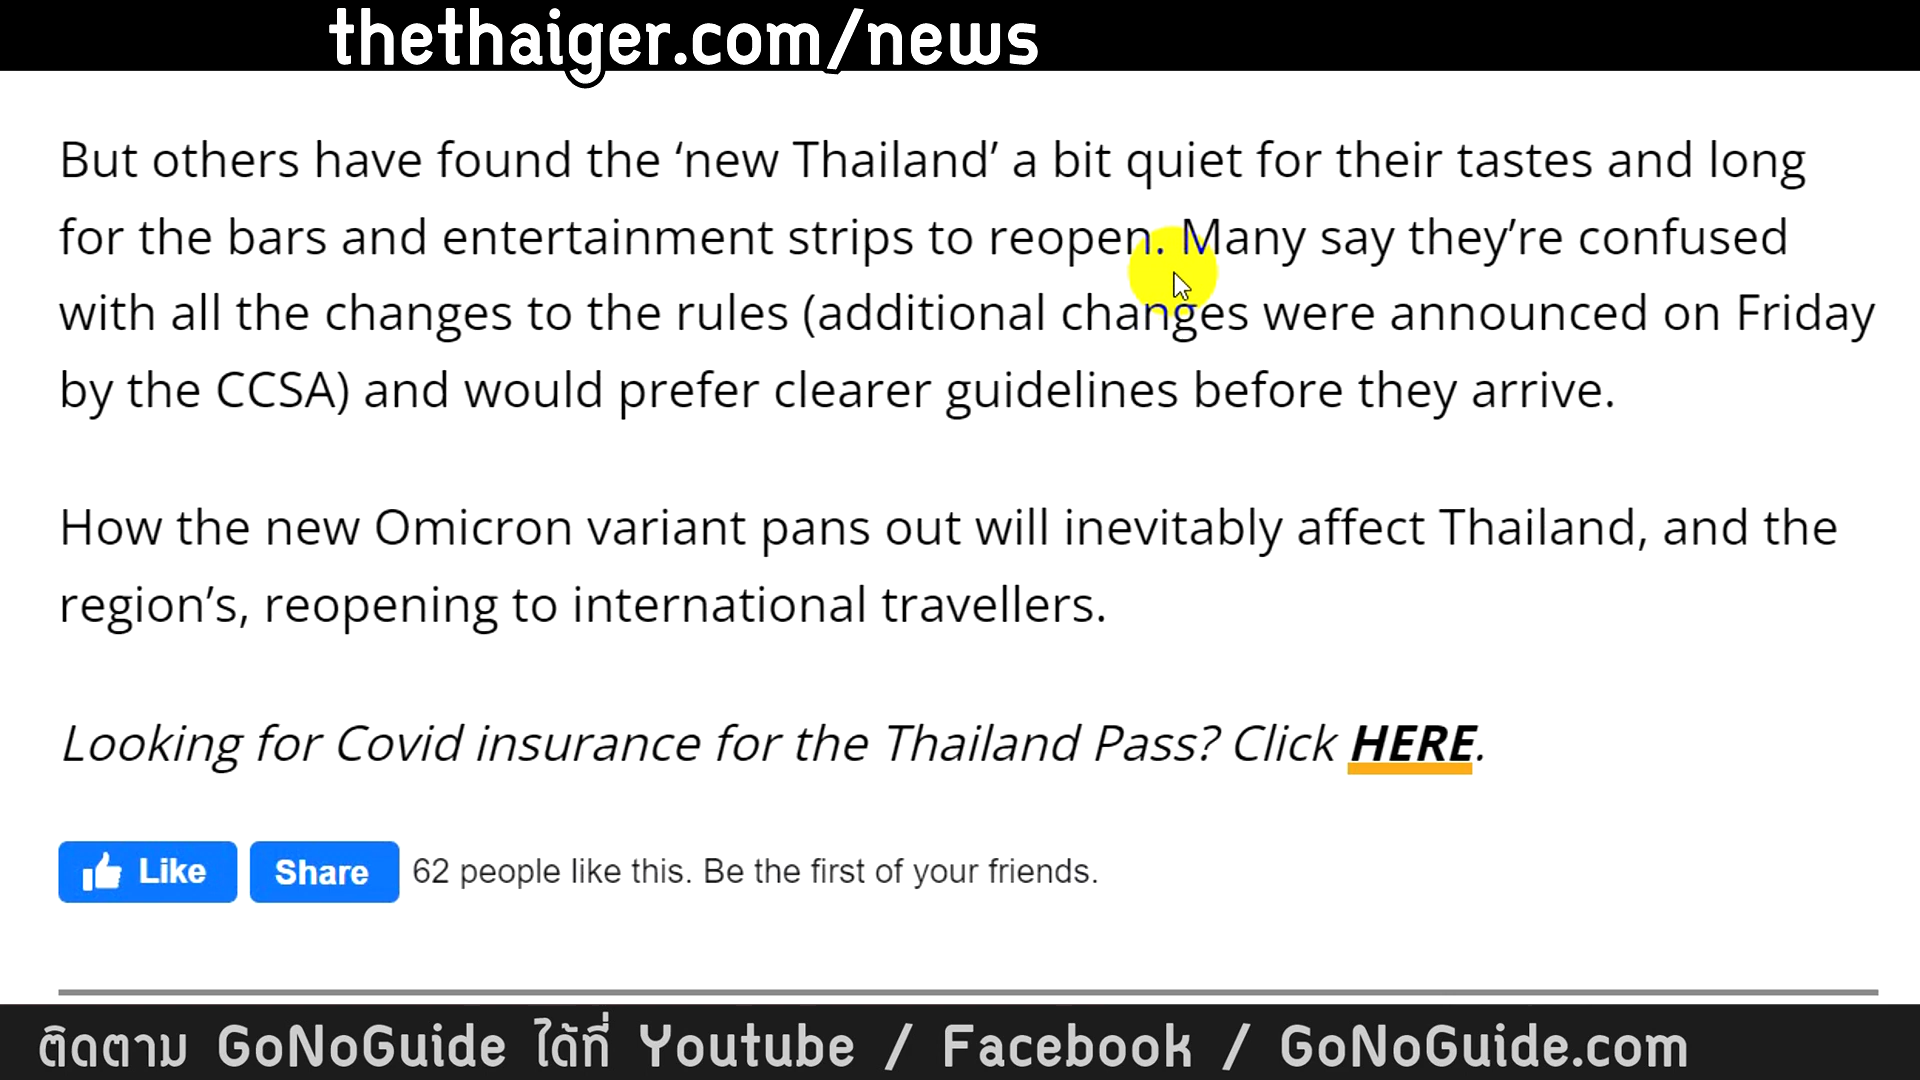 thethaiger.com/news
But others have found the ‘new Thailand’ a bit quiet for their tastes and long
for the bars and entertainment strips to reopen. Many say they’re confused
with all the changes to the rules (additional changes were announced on Friday
by the CCSA) and would prefer clearer guidelines before they arrive.
How the new Omicron variant pans out will inevitably affect Thailand, and the
region’s, reopening to international travellers.
Looking for Covid insurance for the Thailand Pass? Click HERE.
Like Share 62 people like this. Be the first of your friends.
ติดตาม GoNoGuide ได้ที่ Youtube / Facebook / GoNoGuide.com